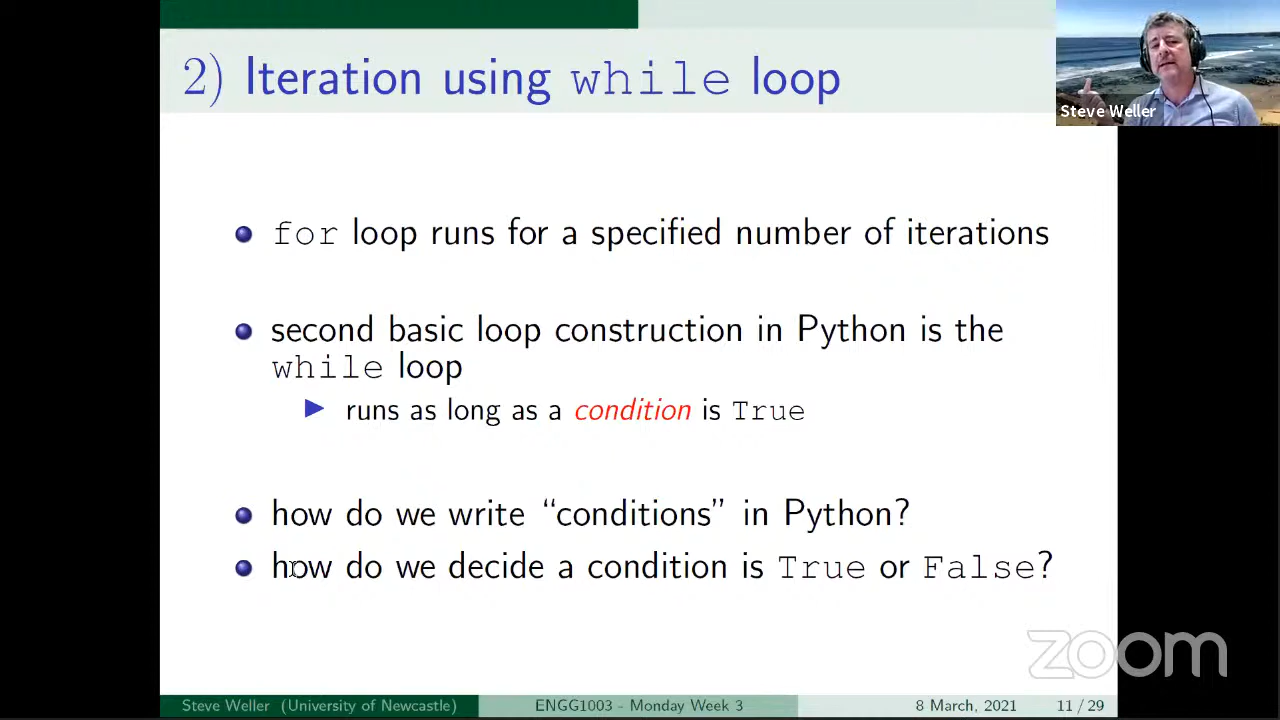 2) Iteration using while loop
Steve Weller
for loop runs for a specified number of iterations
second basic loop construction in Python is the
while loop
runs as long as a condition is True
how do we write “conditions” in Python?
how do we decide a condition is True or False?
zoom
Steve Weller (University of Newcastle)
ENGG1003 - Monday Week 3
8 March, 2021
11 / 29